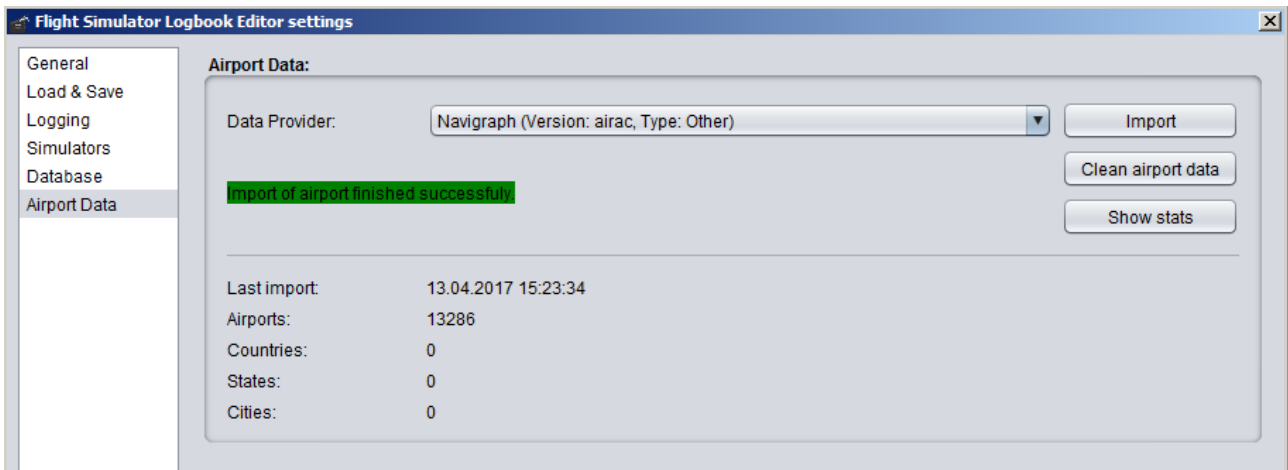 Flight Simulator Logbook Editor settings
General
Load & Save
Logging
Simulators
Database
Airport Data
Airport Data:
Data Provider: Navigraph (Version: airac, Type: Other) Import
Clean airport data
Import of airport finished successfuly.
Show stats
Last import: 13.04.2017 15:23:34
Airports: 13286
Countries: 0
States: 0
Cities: 0